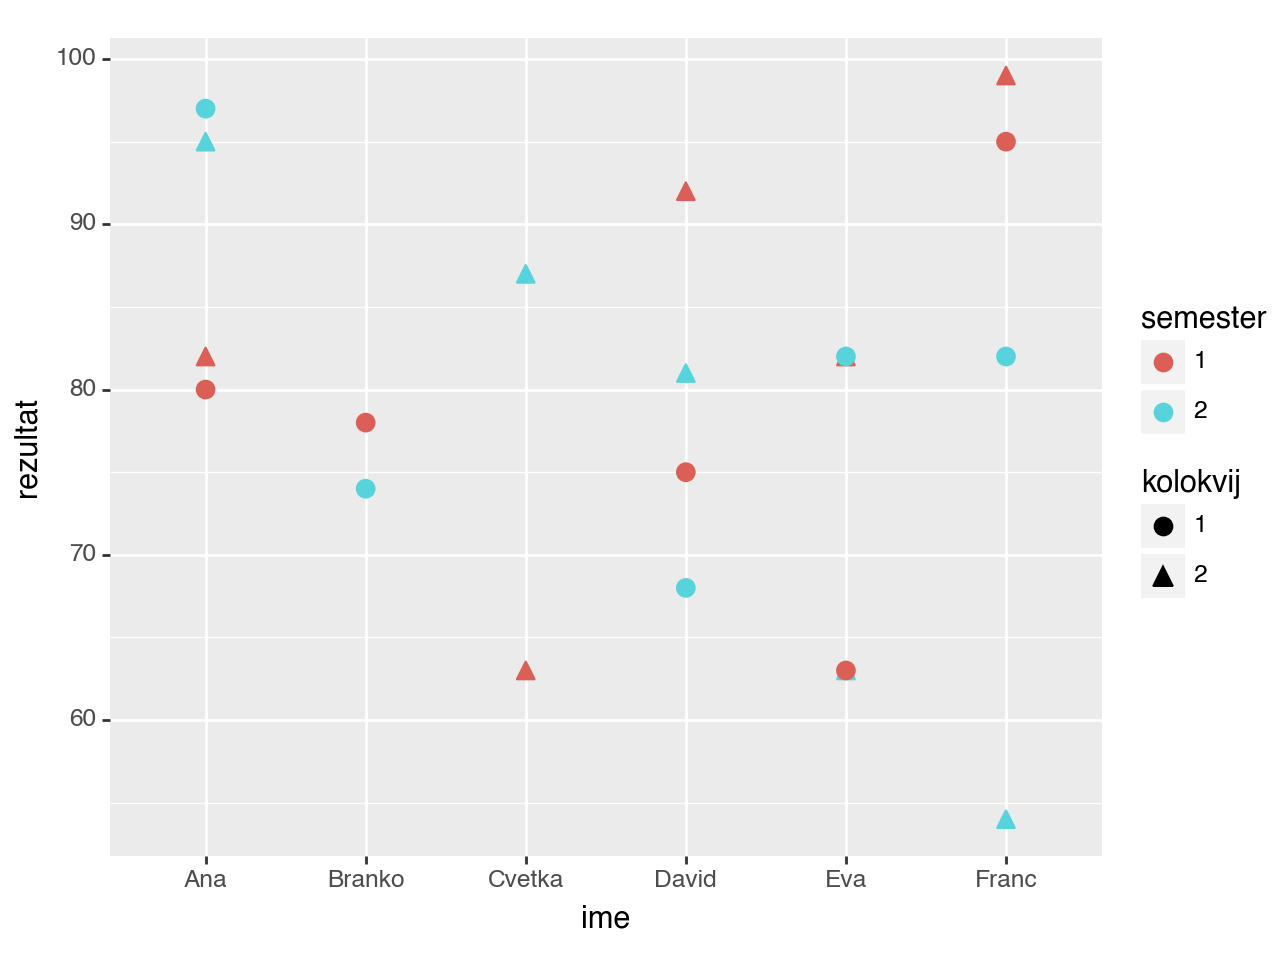 100
90
80
70
60
rezultat
Ana Branko Cvetka David Eva Franc
ime
semester
1
2
kolokvij
1
2